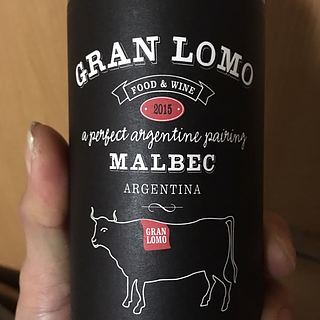 GRAN LOMO
FOOD & WINE
2015
a perfect argentine pairing
MALBEC
ARGENTINA
GRAN
LOMO